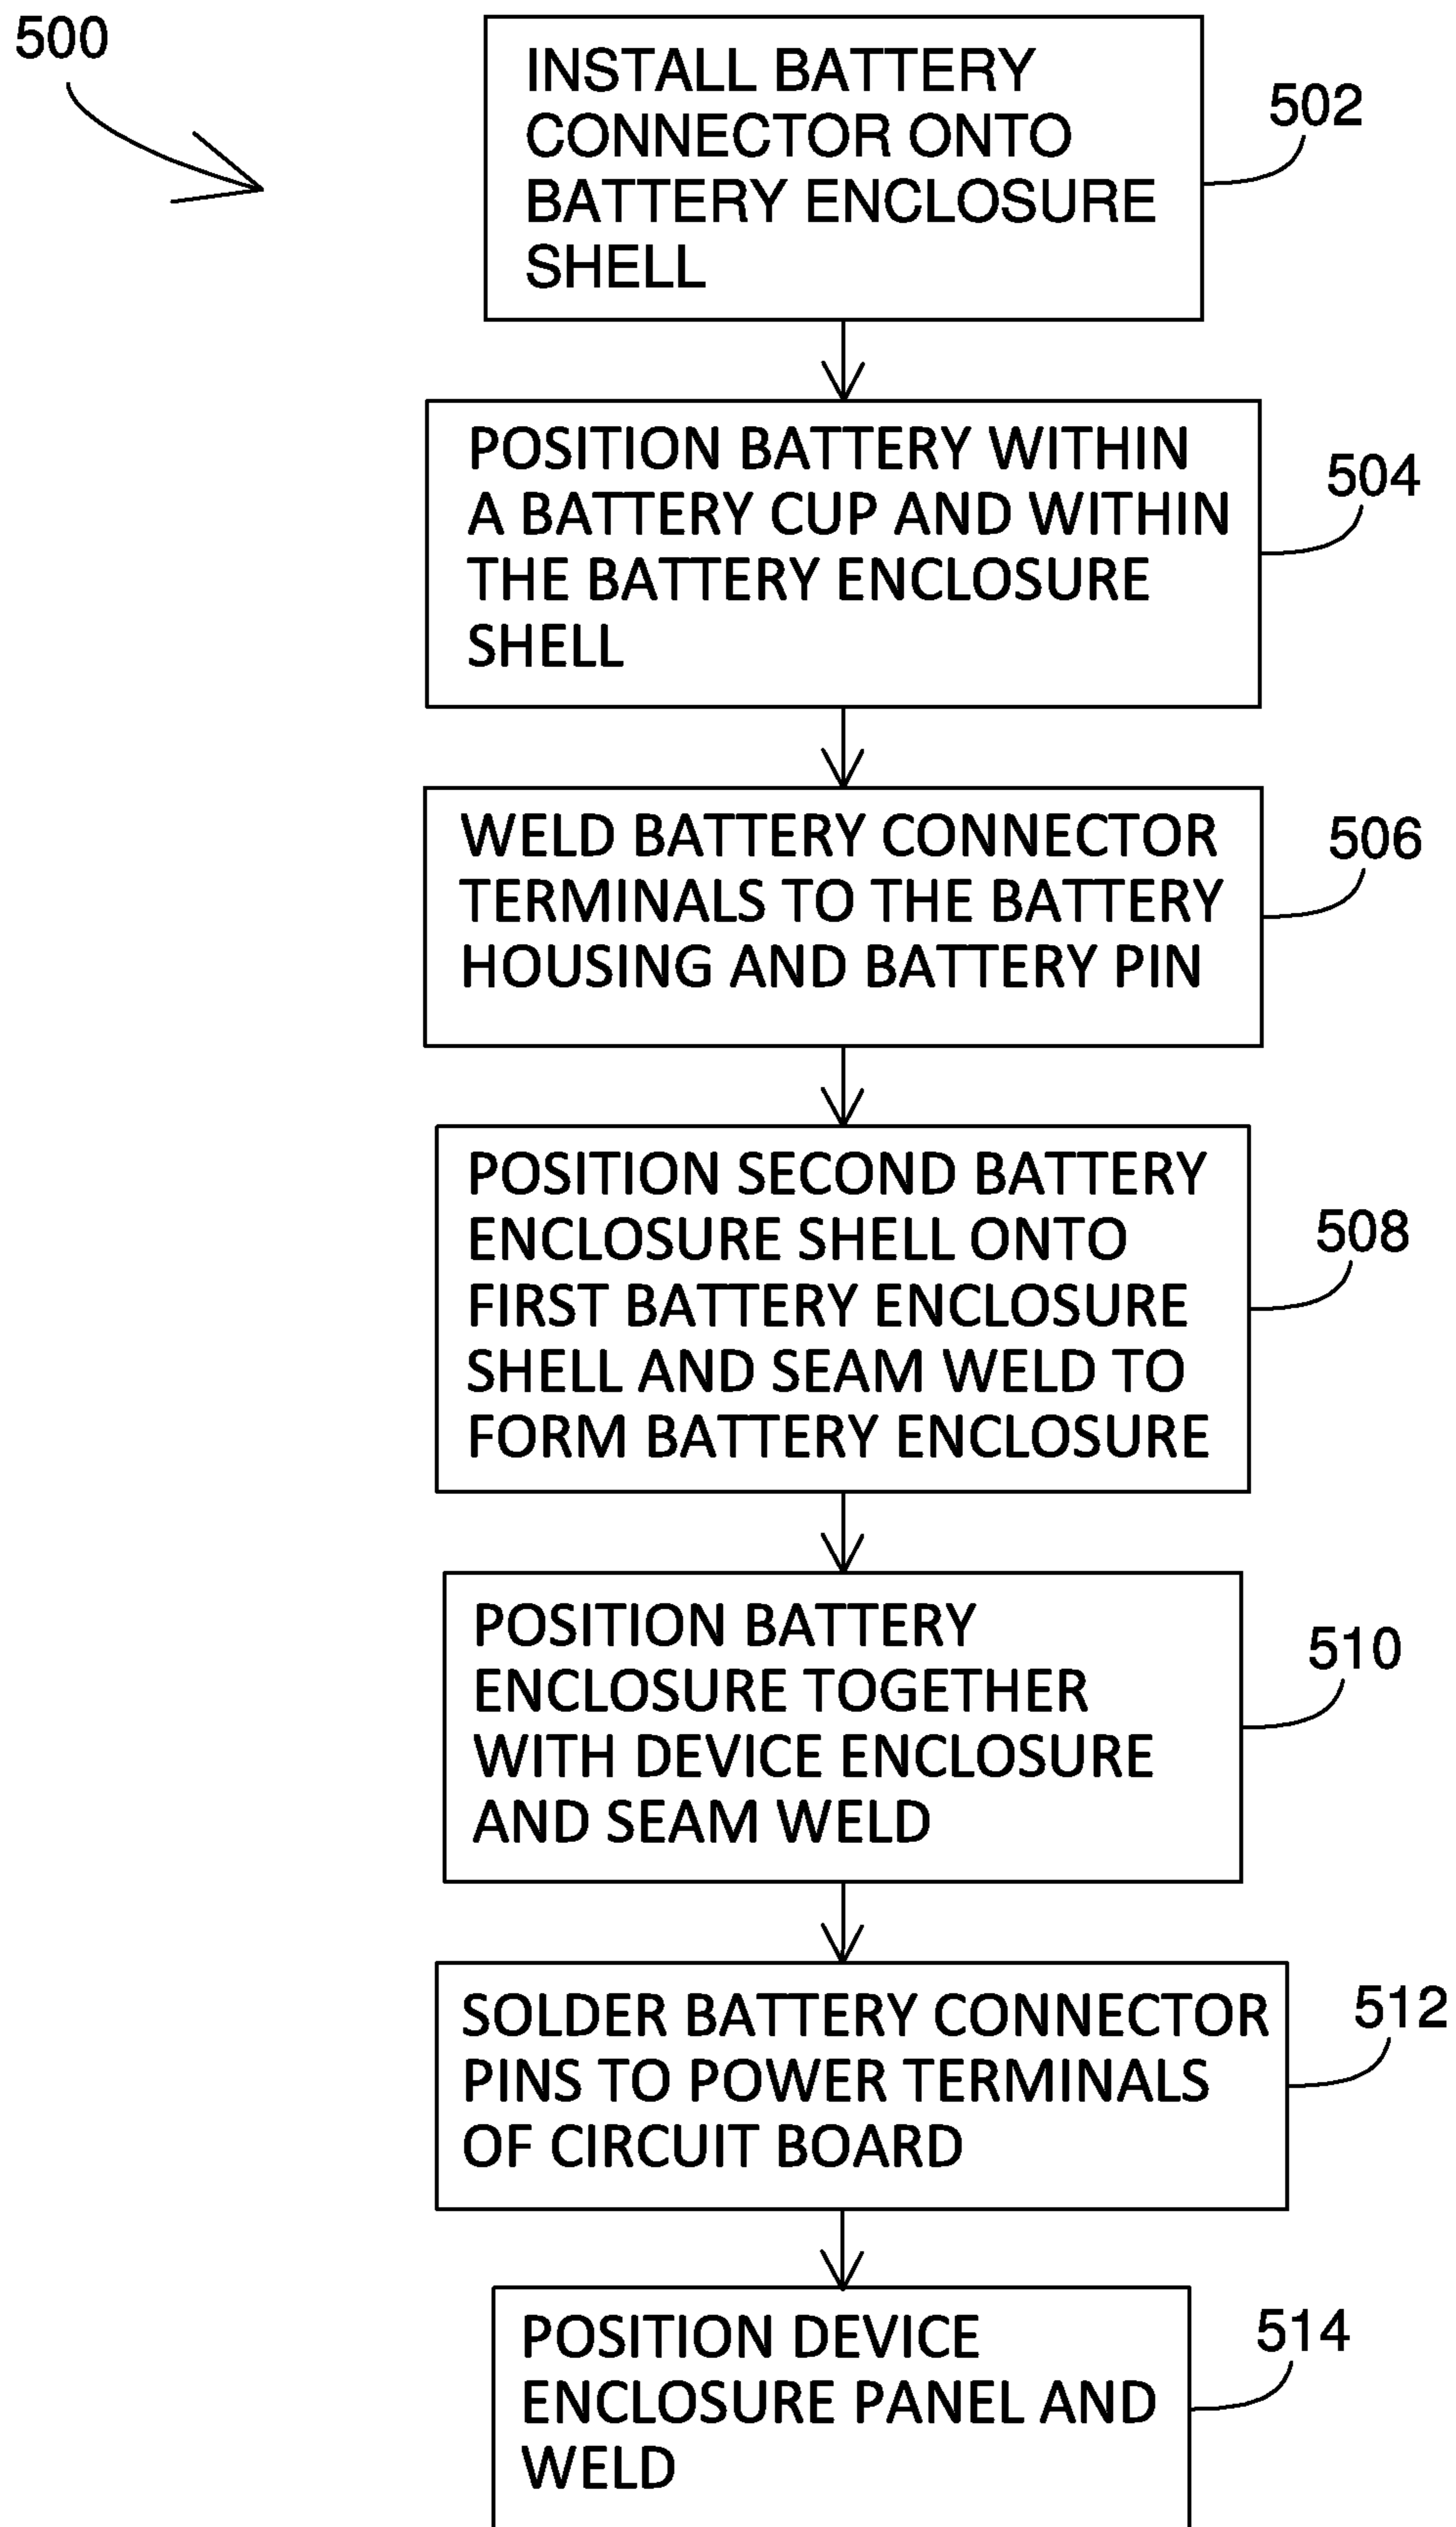 500
INSTALL BATTERY
CONNECTOR ONTO
BATTERY ENCLOSURE
SHELL
502
POSITION BATTERY WITHIN
A BATTERY CUP AND WITHIN
THE BATTERY ENCLOSURE
SHELL
504
WELD BATTERY CONNECTOR
TERMINALS TO THE BATTERY
HOUSING AND BATTERY PIN
506
POSITION SECOND BATTERY
ENCLOSURE SHELL ONTO
FIRST BATTERY ENCLOSURE
SHELL AND SEAM WELD TO
FORM BATTERY ENCLOSURE
508
POSITION BATTERY
ENCLOSURE TOGETHER
WITH DEVICE ENCLOSURE
AND SEAM WELD
510
SOLDER BATTERY CONNECTOR
PINS TO POWER TERMINALS
OF CIRCUIT BOARD
512
POSITION DEVICE
ENCLOSURE PANEL AND
WELD
514